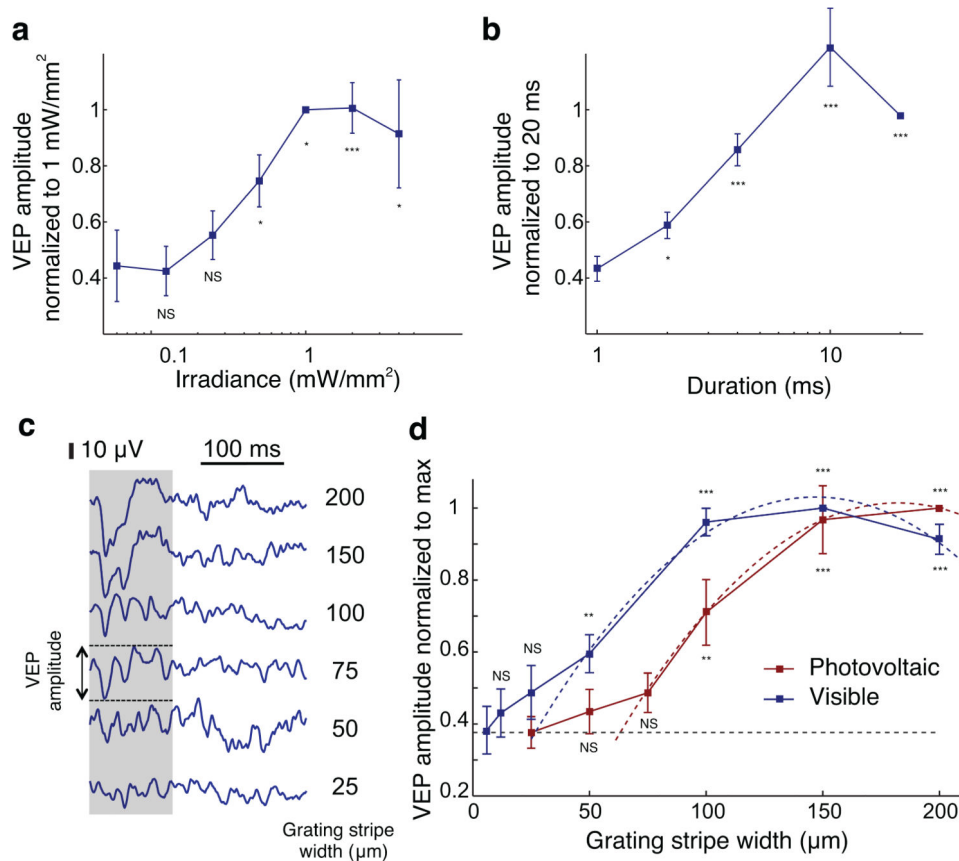 a
VEP amplitude
normalized to 1 mW/mm²
1
0.8
0.6
0.4
NS
NS
*
*
***
*
0.1
1
Irradiance (mW/mm²)
b
VEP amplitude
normalized to 20 ms
1
0.8
0.6
0.4
*
***
***
***
1
10
Duration (ms)
c
10 µV
100 ms
VEP
amplitude
200
150
100
75
50
25
Grating stripe
width (µm)
d
VEP amplitude normalized to max
1
0.8
0.6
0.4
0.2
NS
NS
**
***
***
***
NS
NS
**
***
***
Photovoltaic
Visible
0
50
100
150
200
Grating stripe width (µm)